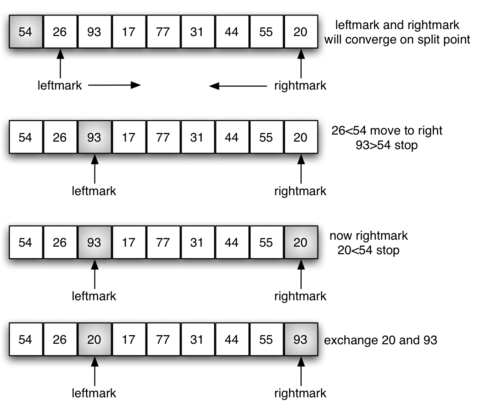 54 26 93 17 77 31 44 55 20
leftmark and rightmark
will converge on split point
leftmark
rightmark
54 26 93 17 77 31 44 55 20
26<54 move to right
93>54 stop
leftmark
rightmark
54 26 93 17 77 31 44 55 20
now rightmark
20<54 stop
leftmark
rightmark
54 26 20 17 77 31 44 55 93
exchange 20 and 93
leftmark
rightmark